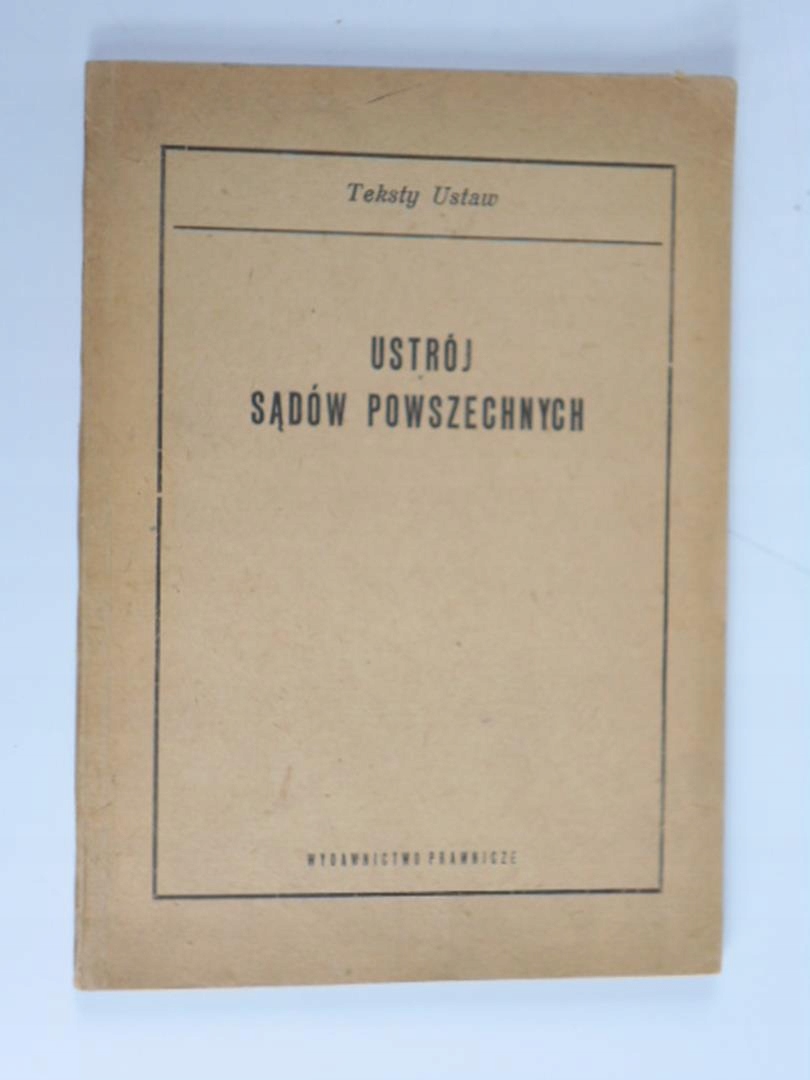 Teksty Ustaw
USTRÓJ
SĄDÓW POWSZECHNYCH
WYDAWNICTWO PRAWNICZE